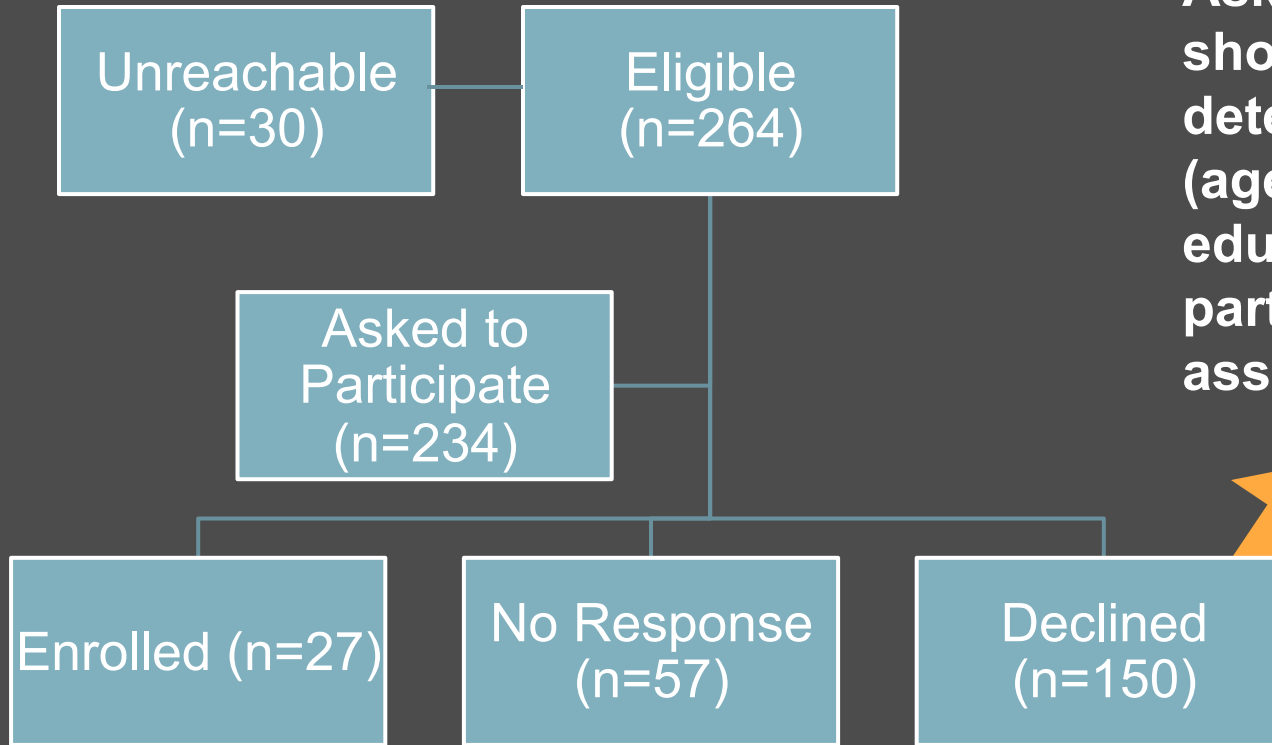 Unreachable
(n=30)
Eligible
(n=264)
Asked to
Participate
(n=234)
Enrolled (n=27)
No Response
(n=57)
Declined
(n=150)